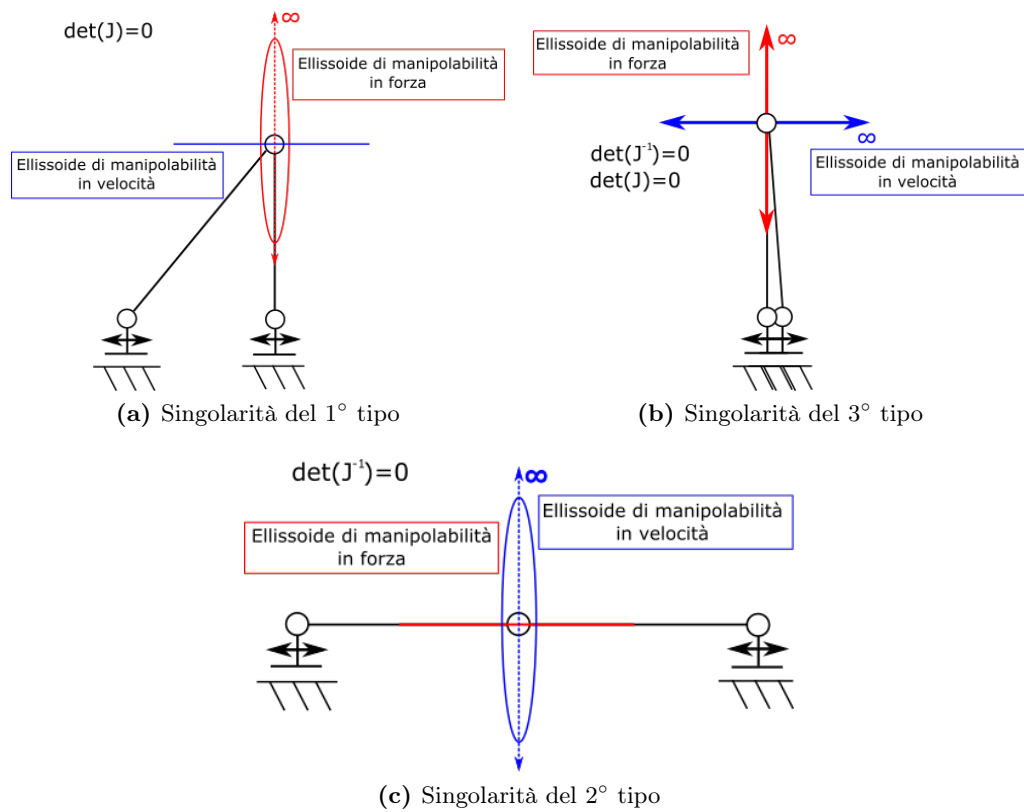 det(J)=0
∞
Ellissoide di manipolabilità
in forza
Ellissoide di manipolabilità
in velocità
(a) Singolarità del 1° tipo
Ellissoide di manipolabilità
in forza
∞
∞
det(J⁻¹)=0
det(J)=0
Ellissoide di manipolabilità
in velocità
(b) Singolarità del 3° tipo
det(J⁻¹)=0
∞
Ellissoide di manipolabilità
in forza
Ellissoide di manipolabilità
in velocità
(c) Singolarità del 2° tipo